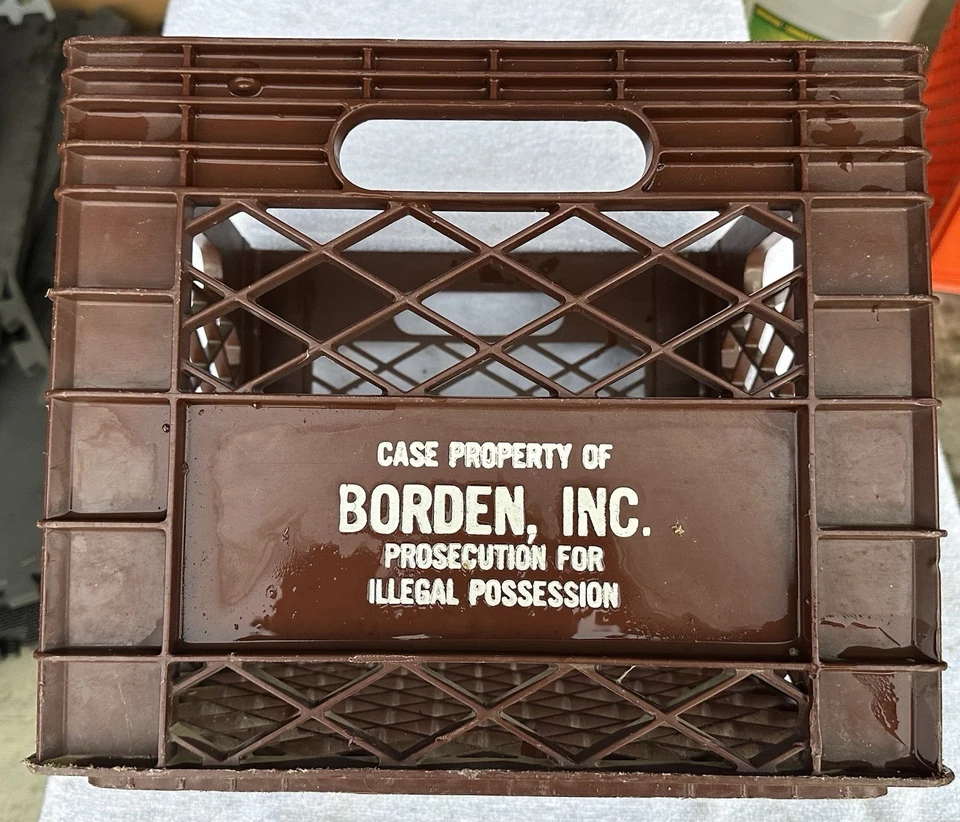 CASE PROPERTY OF
BORDEN, INC.
PROSECUTION FOR
ILLEGAL POSSESSION